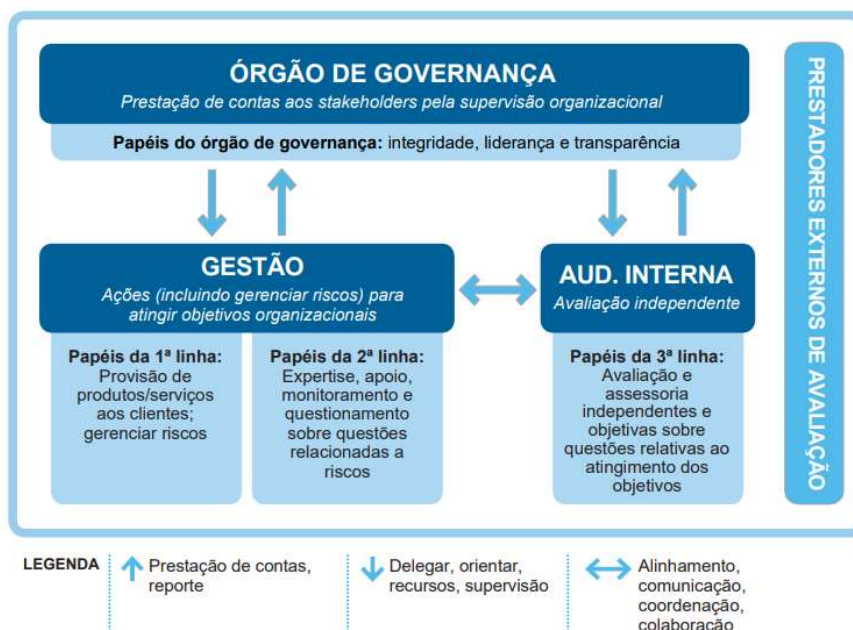 ÓRGÃO DE GOVERNANÇA
Prestação de contas aos stakeholders pela supervisão organizacional
Papéis do órgão de governança: integridade, liderança e transparência
GESTÃO
Ações (incluindo gerenciar riscos) para
atingir objetivos organizacionais
Papéis da 1ª linha:
Provisão de
produtos/serviços
aos clientes;
gerenciar riscos
Papéis da 2ª linha:
Expertise, apoio,
monitoramento e
questionamento
sobre questões
relacionadas a
riscos
AUD. INTERNA
Avaliação independente
Papéis da 3ª linha:
Avaliação e
assessoria
independentes e
objetivas sobre
questões relativas ao
atingimento dos
objetivos
PRESTADORES EXTERNOS DE AVALIAÇÃO
LEGENDA
Prestação de contas,
reporte
Delegar, orientar,
recursos, supervisão
Alinhamento,
comunicação,
coordenação,
colaboração